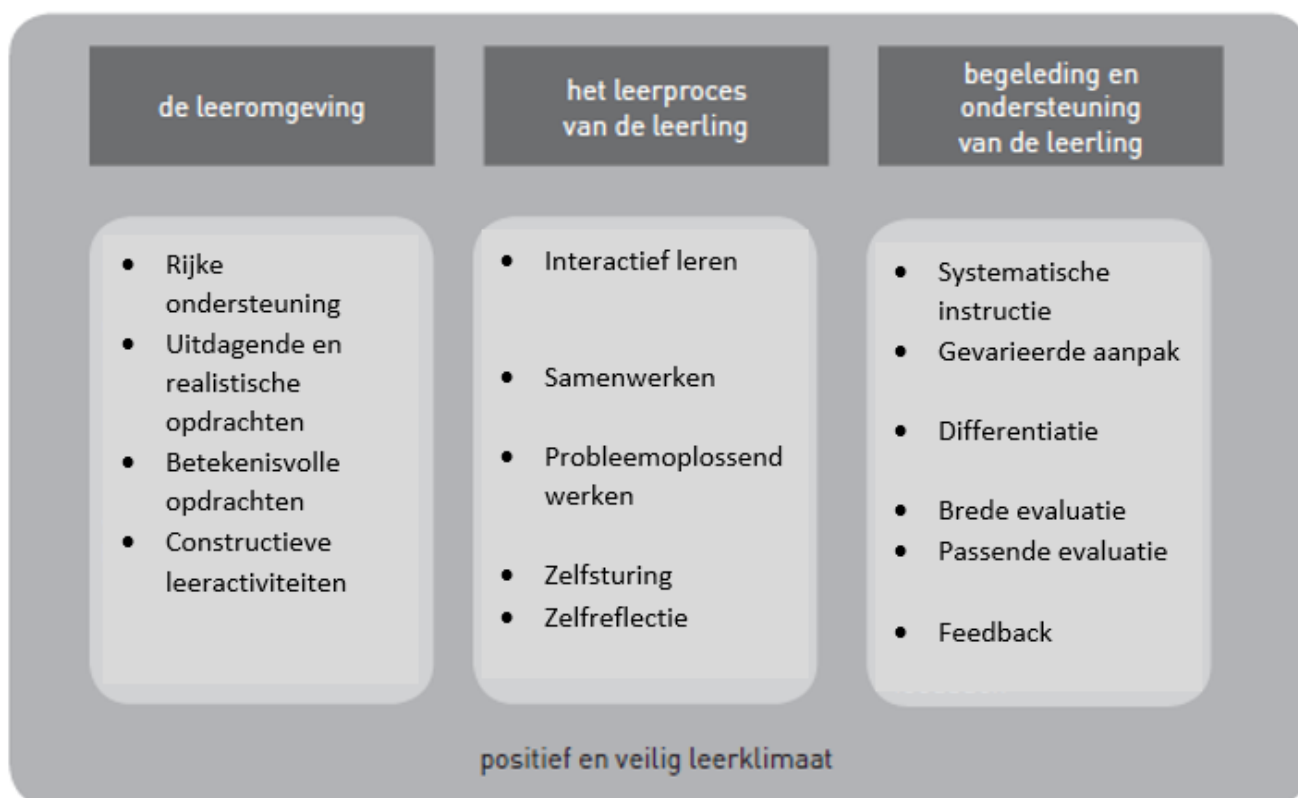 de leeromgeving
het leerproces
van de leerling
begeleding en
ondersteuning
van de leerling
• Rijke
ondersteuning
• Uitdagende en
realistische
opdrachten
• Betekenisvolle
opdrachten
• Constructieve
leeractiviteiten
• Interactief leren
• Samenwerken
• Probleemoplossend
werken
• Zelfsturing
• Zelfreflectie
• Systematische
instructie
• Gevarieerde aanpak
• Differentiatie
• Brede evaluatie
• Passende evaluatie
• Feedback
positief en veilig leerklimaat